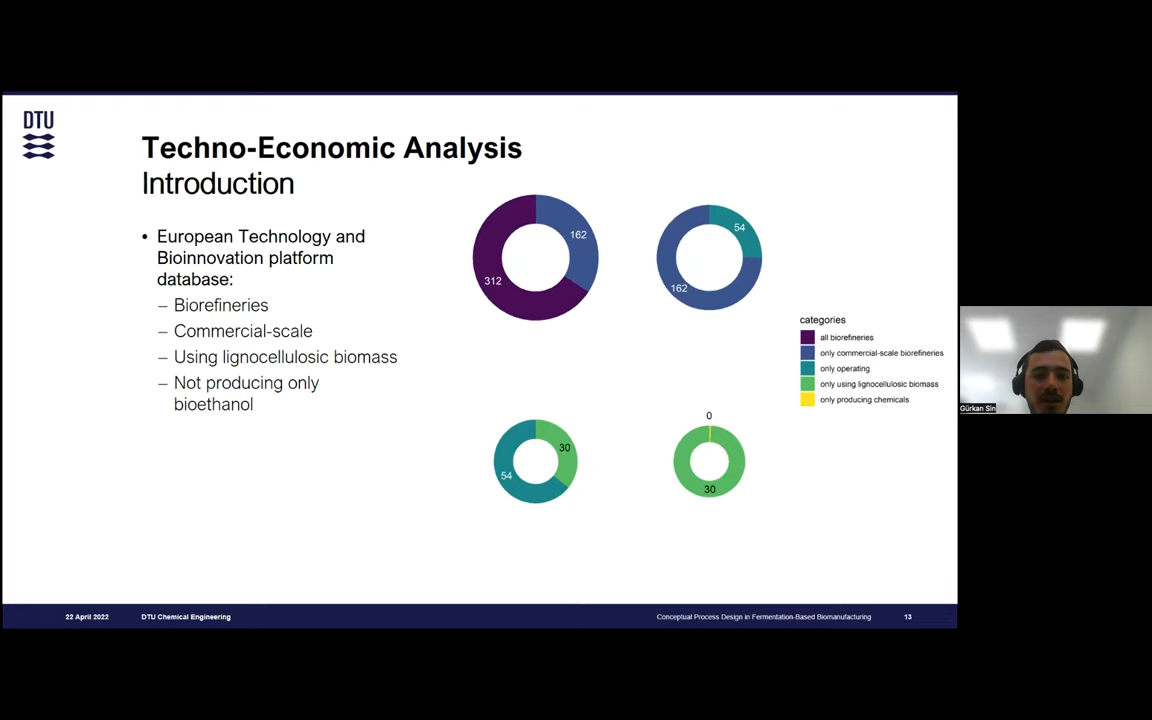 DTU
Techno-Economic Analysis
Introduction
• European Technology and
Bioinnovation platform
database:
– Biorefineries
– Commercial-scale
– Using lignocellulosic biomass
– Not producing only
bioethanol
162
312
54
162
categories
all biorefineries
only commercial-scale biorefineries
only operating
only using lignocellulosic biomass
only producing chemicals
30
54
0
30
Gürkan Sin
22 April 2022
DTU Chemical Engineering
Conceptual Process Design in Fermentation-Based Biomanufacturing
13